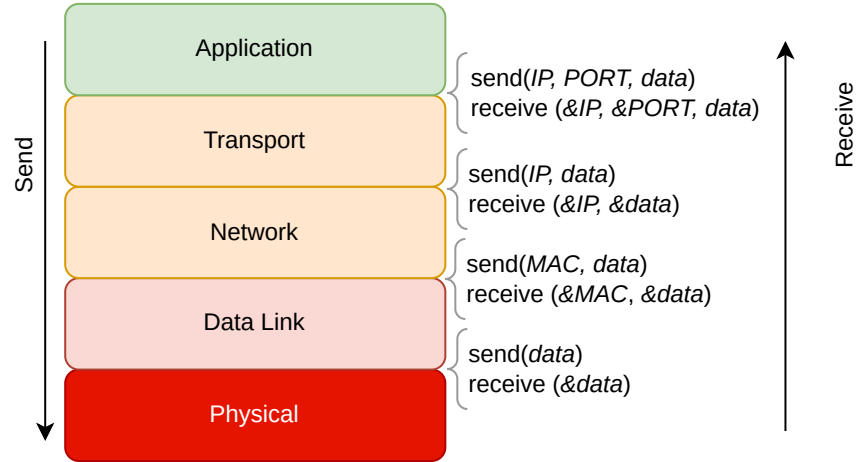 Application
send(IP, PORT, data)
receive (&IP, &PORT, data)
Transport
send(IP, data)
receive (&IP, &data)
Network
send(MAC, data)
receive (&MAC, &data)
Data Link
send(data)
receive (&data)
Physical
Send
Receive